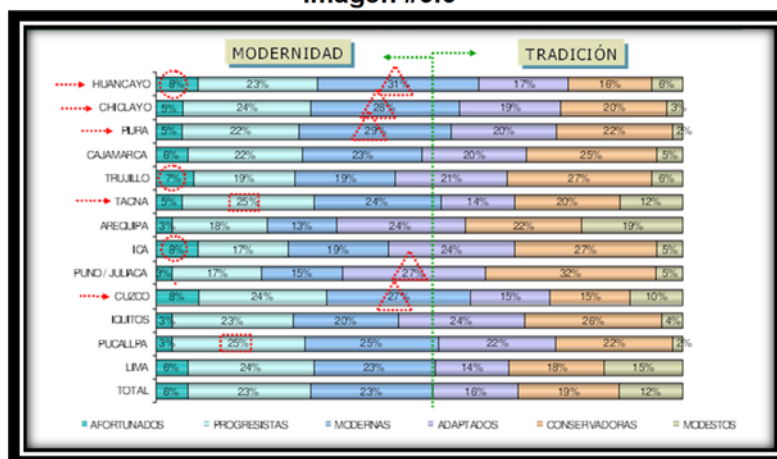 MODERNIDAD TRADICIÓN
HUANCAYO 8% 23% 31% 17% 16% 6%
CHICLAYO 5% 24% 28% 19% 20% 3%
PIURA 5% 22% 29% 20% 22% 2%
CAJAMARCA 6% 22% 23% 20% 25% 5%
TRUJILLO 7% 19% 19% 21% 27% 6%
TACNA 5% 25% 24% 14% 20% 12%
AREQUIPA 3% 18% 13% 24% 22% 19%
ICA 8% 17% 19% 24% 27% 5%
PUNO / JULIACA 3% 17% 15% 27% 32% 5%
CUZCO 8% 24% 27% 15% 15% 10%
IQUITOS 3% 23% 20% 24% 26% 4%
PUCALLPA 3% 25% 25% 22% 22% 2%
LIMA 6% 24% 23% 14% 18% 15%
TOTAL 6% 23% 23% 16% 19% 12%
AFORTUNADOS PROGRESISTAS MODERNAS ADAPTADOS CONSERVADORAS MODESTOS